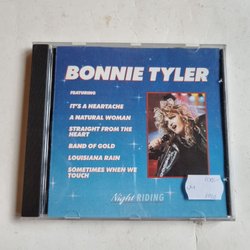 BONNIE TYLER
FEATURING
IT'S A HEARTACHE
A NATURAL WOMAN
STRAIGHT FROM THE
HEART
BAND OF GOLD
LOUISIANA RAIN
SOMETIMES WHEN WE
TOUCH
Night RIDING